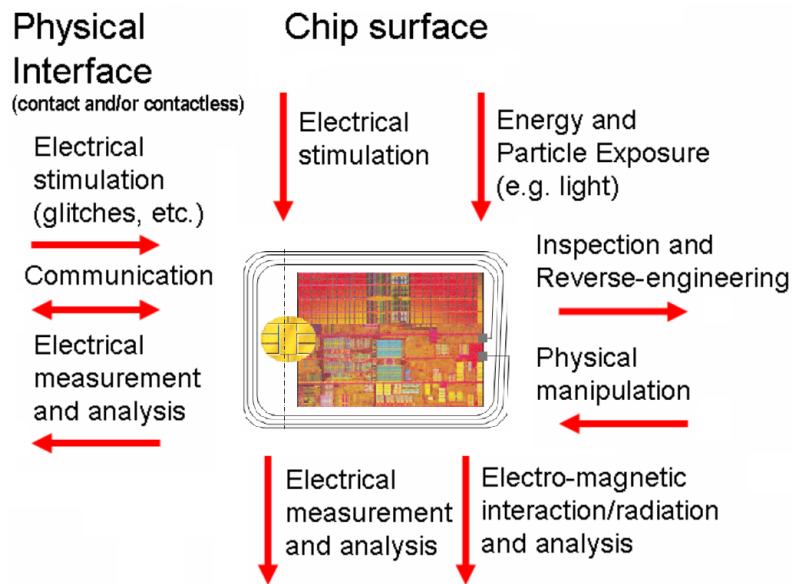 Physical
Interface
(contact and/or contactless)
Chip surface
Electrical
stimulation
(glitches, etc.)
Communication
Electrical
measurement
and analysis
Electrical
stimulation
Energy and
Particle Exposure
(e.g. light)
Inspection and
Reverse-engineering
Physical
manipulation
Electrical
measurement
and analysis
Electro-magnetic
interaction/radiation
and analysis